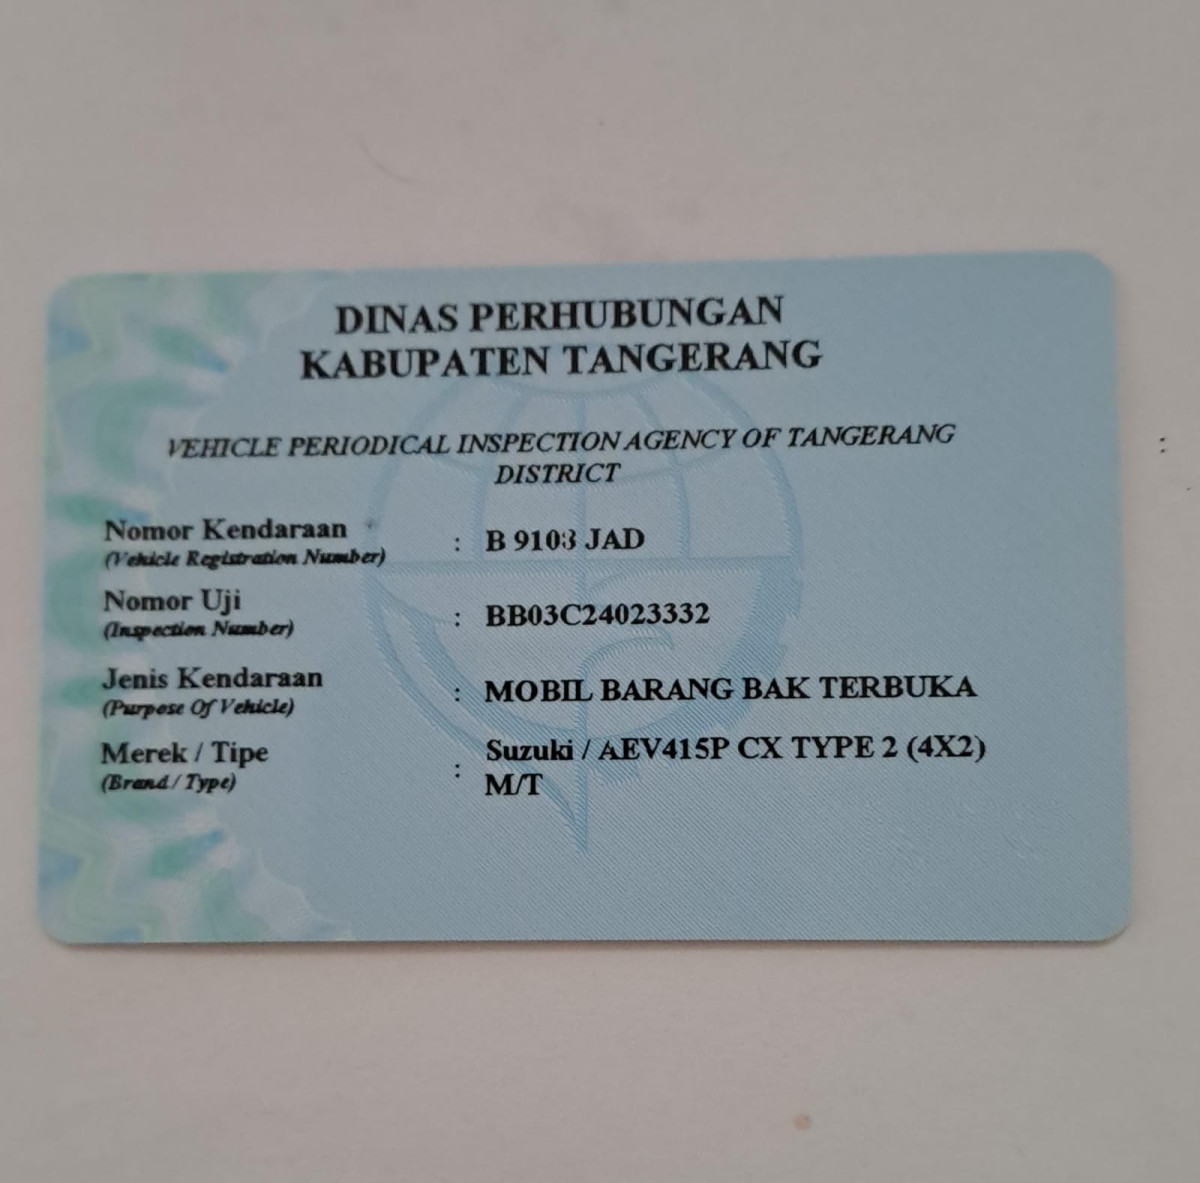 DINAS PERHUBUNGAN
KABUPATEN TANGERANG
VEHICLE PERIODICAL INSPECTION AGENCY OF TANGERANG
DISTRICT
Nomor Kendaraan : B 9103 JAD
(Vehicle Registration Number)
Nomor Uji : BB03C24023332
(Inspection Number)
Jenis Kendaraan : MOBIL BARANG BAK TERBUKA
(Purpose Of Vehicle)
Merek / Tipe : Suzuki / AEV415P CX TYPE 2 (4X2)
(Brand / Type) M/T